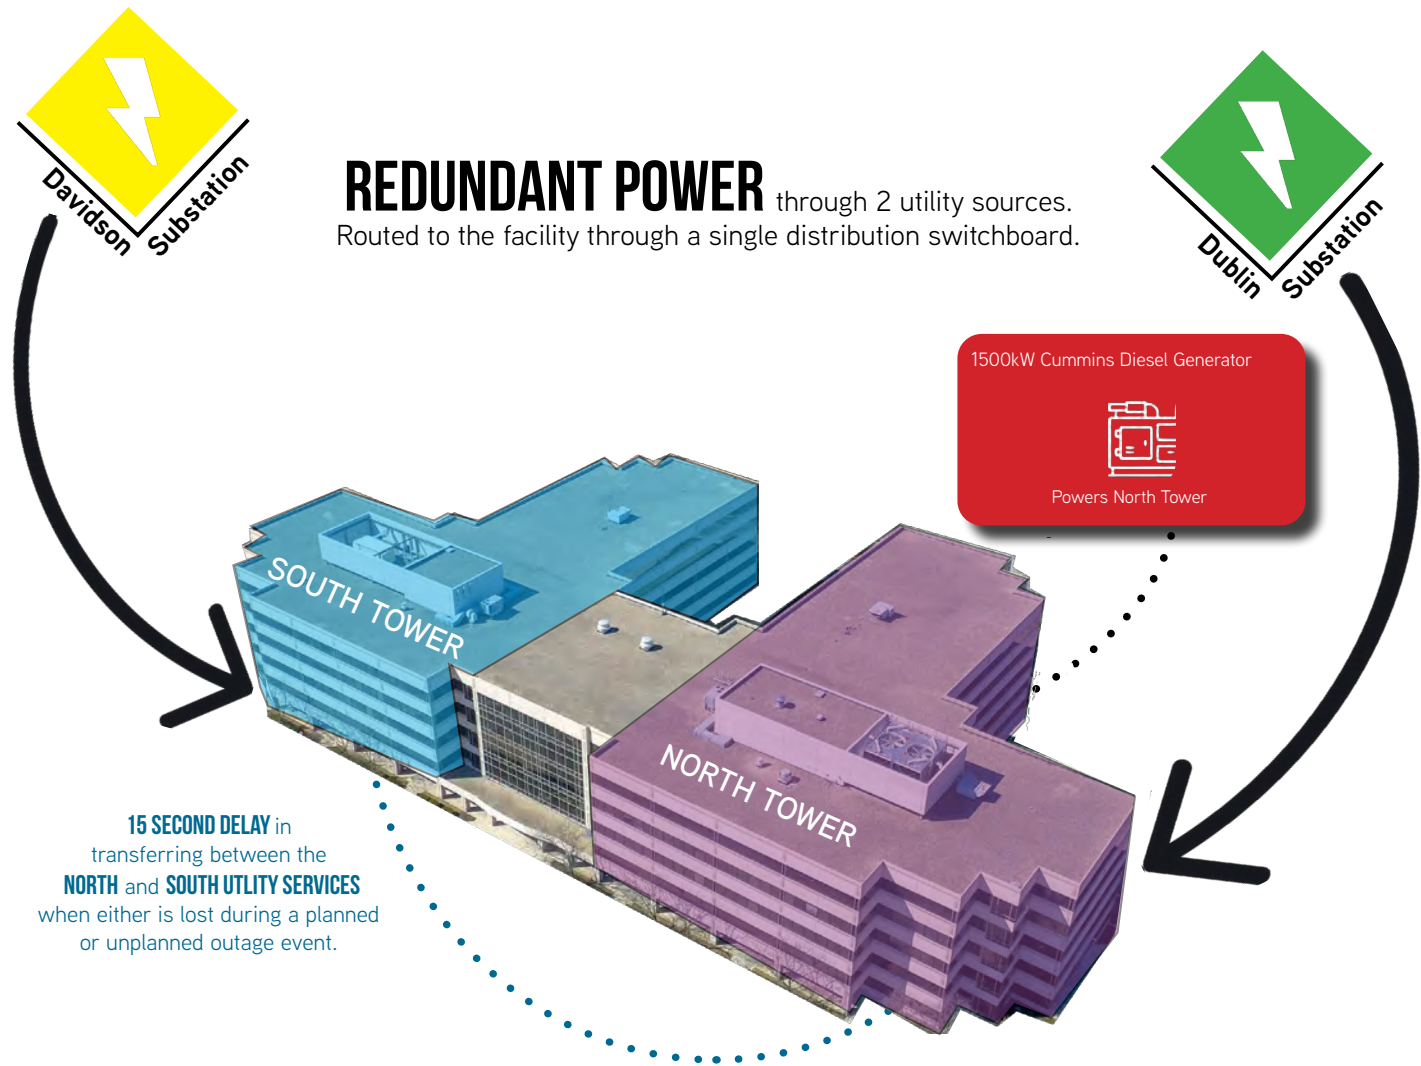 Davidson Substation
REDUNDANT POWER through 2 utility sources.
Routed to the facility through a single distribution switchboard.
Dublin Substation
1500kW Cummins Diesel Generator
Powers North Tower
SOUTH TOWER
NORTH TOWER
15 SECOND DELAY in
transferring between the
NORTH and SOUTH UTLITY SERVICES
when either is lost during a planned
or unplanned outage event.